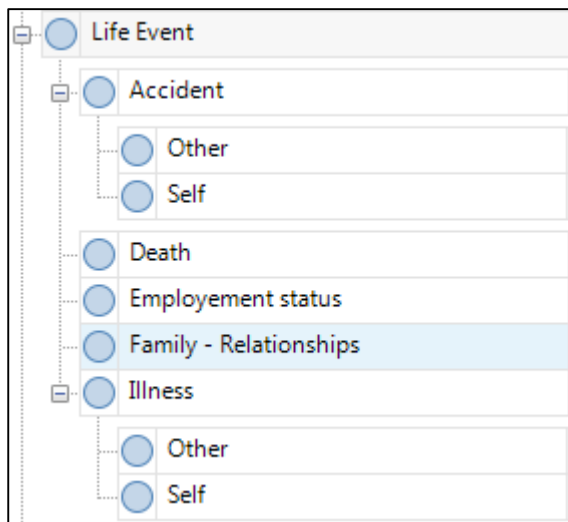 Life Event
Accident
Other
Self
Death
Employement status
Family - Relationships
Illness
Other
Self